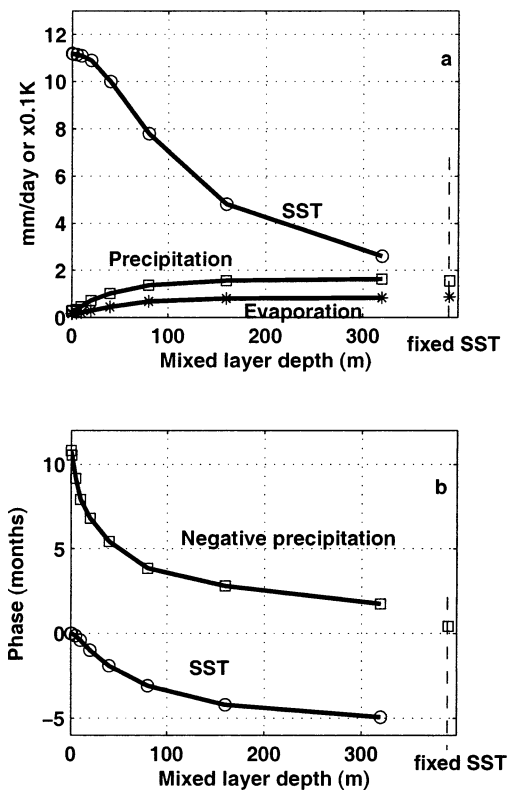 a
mm/day or x0.1K
12
10
8
6
4
2
0
SST
Precipitation
Evaporation
0
100
200
300
Mixed layer depth (m)
fixed SST
b
Phase (months)
10
5
0
−5
Negative precipitation
SST
0
100
200
300
Mixed layer depth (m)
fixed SST